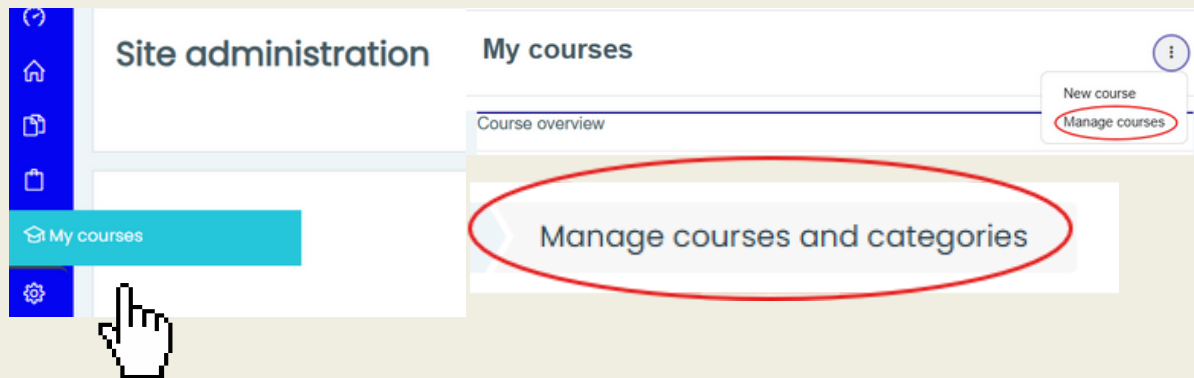 Site administration
My courses
My courses
New course
Manage courses
Course overview
Manage courses and categories